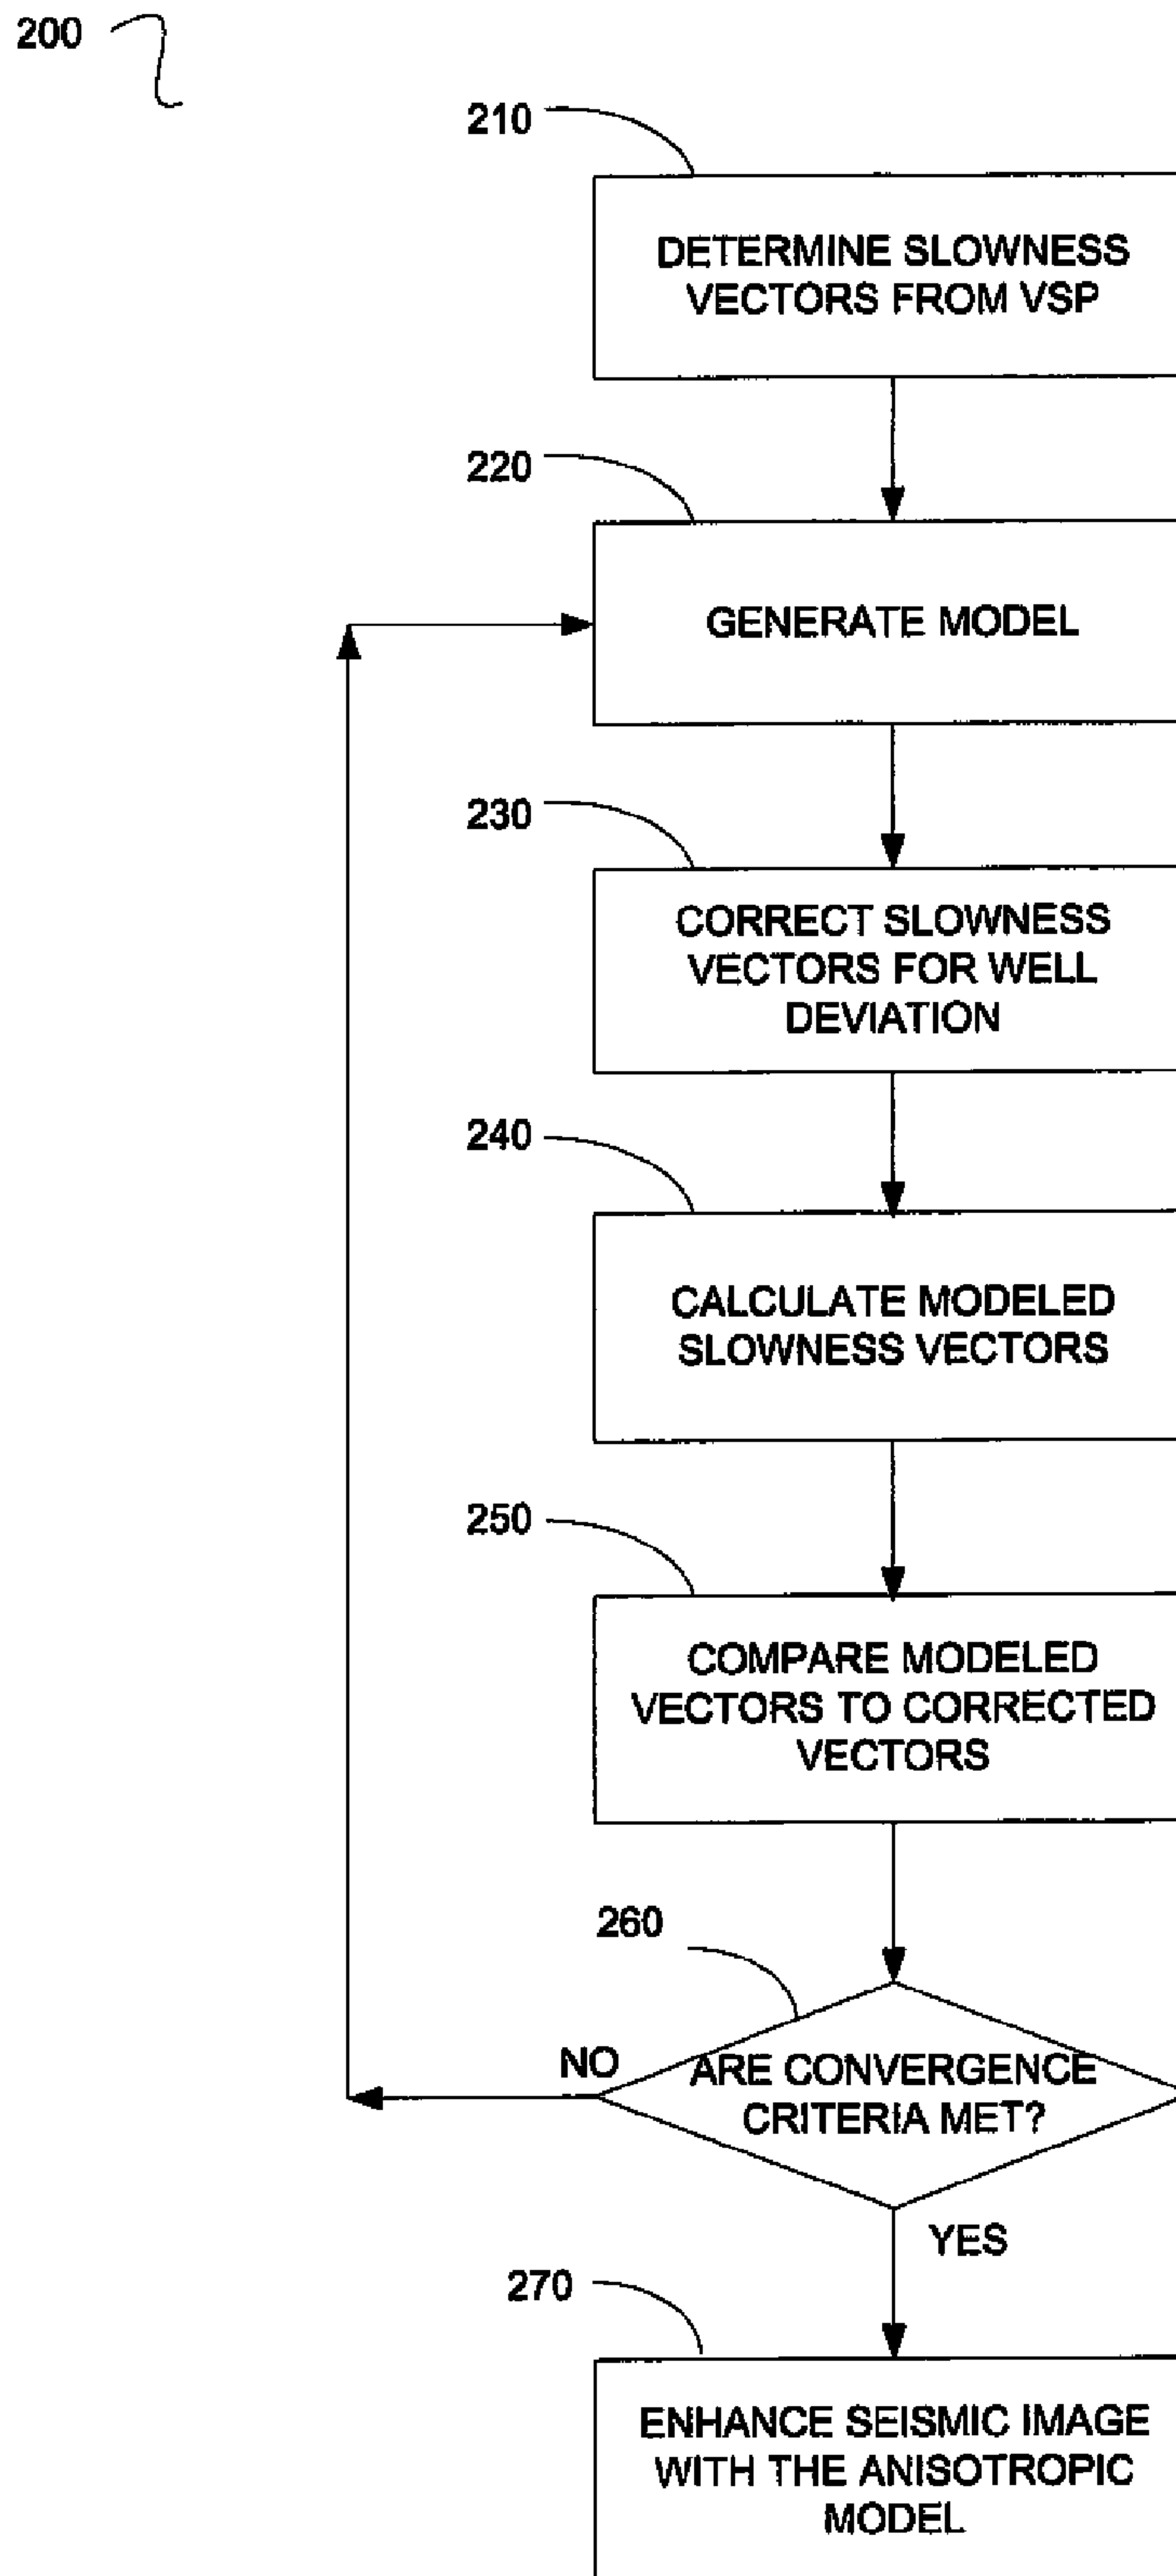 200
210
DETERMINE SLOWNESS
VECTORS FROM VSP
220
GENERATE MODEL
230
CORRECT SLOWNESS
VECTORS FOR WELL
DEVIATION
240
CALCULATE MODELED
SLOWNESS VECTORS
250
COMPARE MODELED
VECTORS TO CORRECTED
VECTORS
260
NO
ARE CONVERGENCE
CRITERIA MET?
YES
270
ENHANCE SEISMIC IMAGE
WITH THE ANISOTROPIC
MODEL